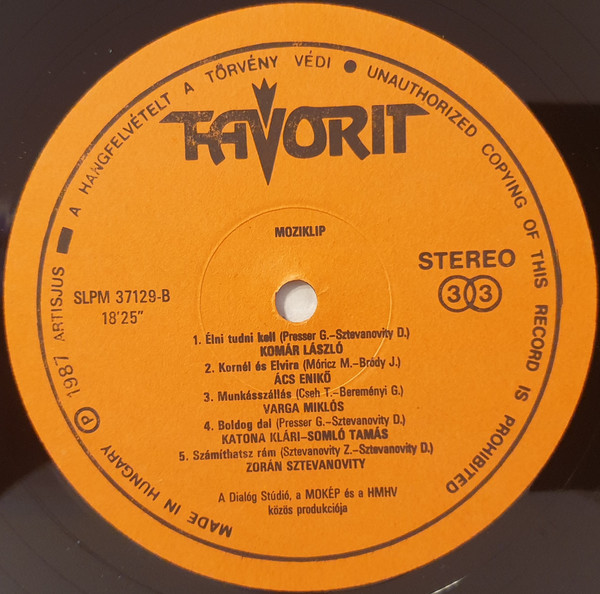 MADE IN HUNGARY Ⓟ 1987 ARTISJUS ■ A HANGFELVÉTELT A TÖRVÉNY VÉDI ● UNAUTHORIZED COPYING OF THIS RECORD IS PROHIBITED
FAVORIT
MOZIKLIP
STEREO
33
SLPM 37129-B
18'25"
1. Élni tudni kell (Presser G.–Sztevanovity D.)
KOMÁR LÁSZLÓ
2. Kornél és Elvira (Móricz M.–Bródy J.)
ÁCS ENIKŐ
3. Munkásszállás (Cseh T.–Bereményi G.)
VARGA MIKLÓS
4. Boldog dal (Presser G.–Sztevanovity D.)
KATONA KLÁRI–SOMLÓ TAMÁS
5. Számíthatsz rám (Sztevanovity Z.–Sztevanovity D.)
ZORÁN SZTEVANOVITY
A Dialóg Stúdió, a MOKÉP és a HMHV
közös produkciója